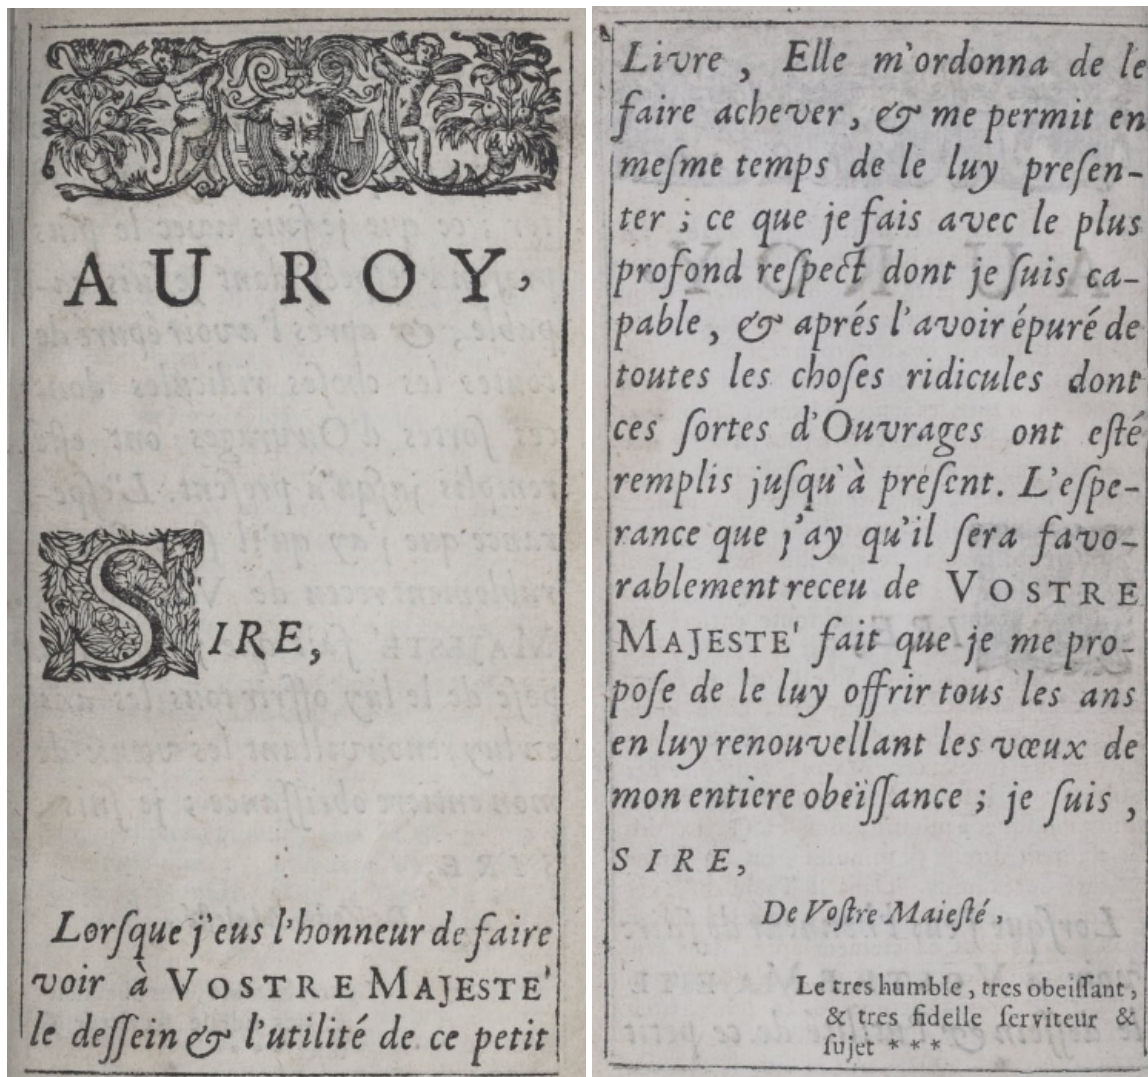 AU ROY,
SIRE,
Lorſque j'eus l'honneur de faire
voir à VOSTRE MAJESTE'
le deſſein & l'utilité de ce petit
Livre, Elle m'ordonna de le
faire achever, & me permit en
meſme temps de le luy preſen-
ter ; ce que je fais avec le plus
profond reſpect dont je ſuis ca-
pable, & aprés l'avoir épuré de
toutes les choſes ridicules dont
ces ſortes d'Ouvrages ont eſté
remplis juſqu'à préſent. L'eſpe-
rance que j'ay qu'il ſera favo-
rablement receu de VOSTRE
MAJESTE' fait que je me pro-
poſe de le luy offrir tous les ans
en luy renouvellant les vœux de
mon entiere obeïſſance ; je ſuis,
SIRE,
De Voſtre Maieſté,
Le tres humble, tres obeiſſant,
& tres fidelle ſerviteur &
ſujet * * *